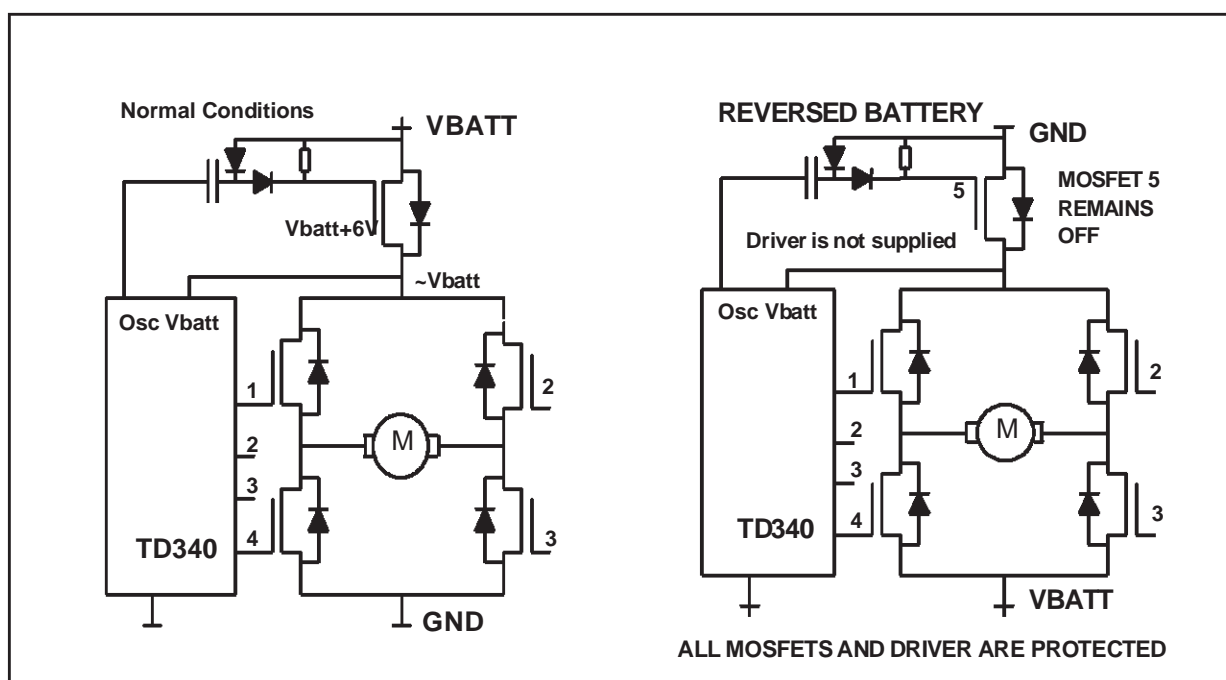 Normal Conditions
VBATT
Vbatt+6V
~Vbatt
Osc Vbatt
1
2
M
2
3
TD340
4
3
GND
REVERSED BATTERY
GND
5
MOSFET 5
REMAINS
OFF
Driver is not supplied
Osc Vbatt
1
2
M
2
3
TD340
4
3
VBATT
ALL MOSFETS AND DRIVER ARE PROTECTED